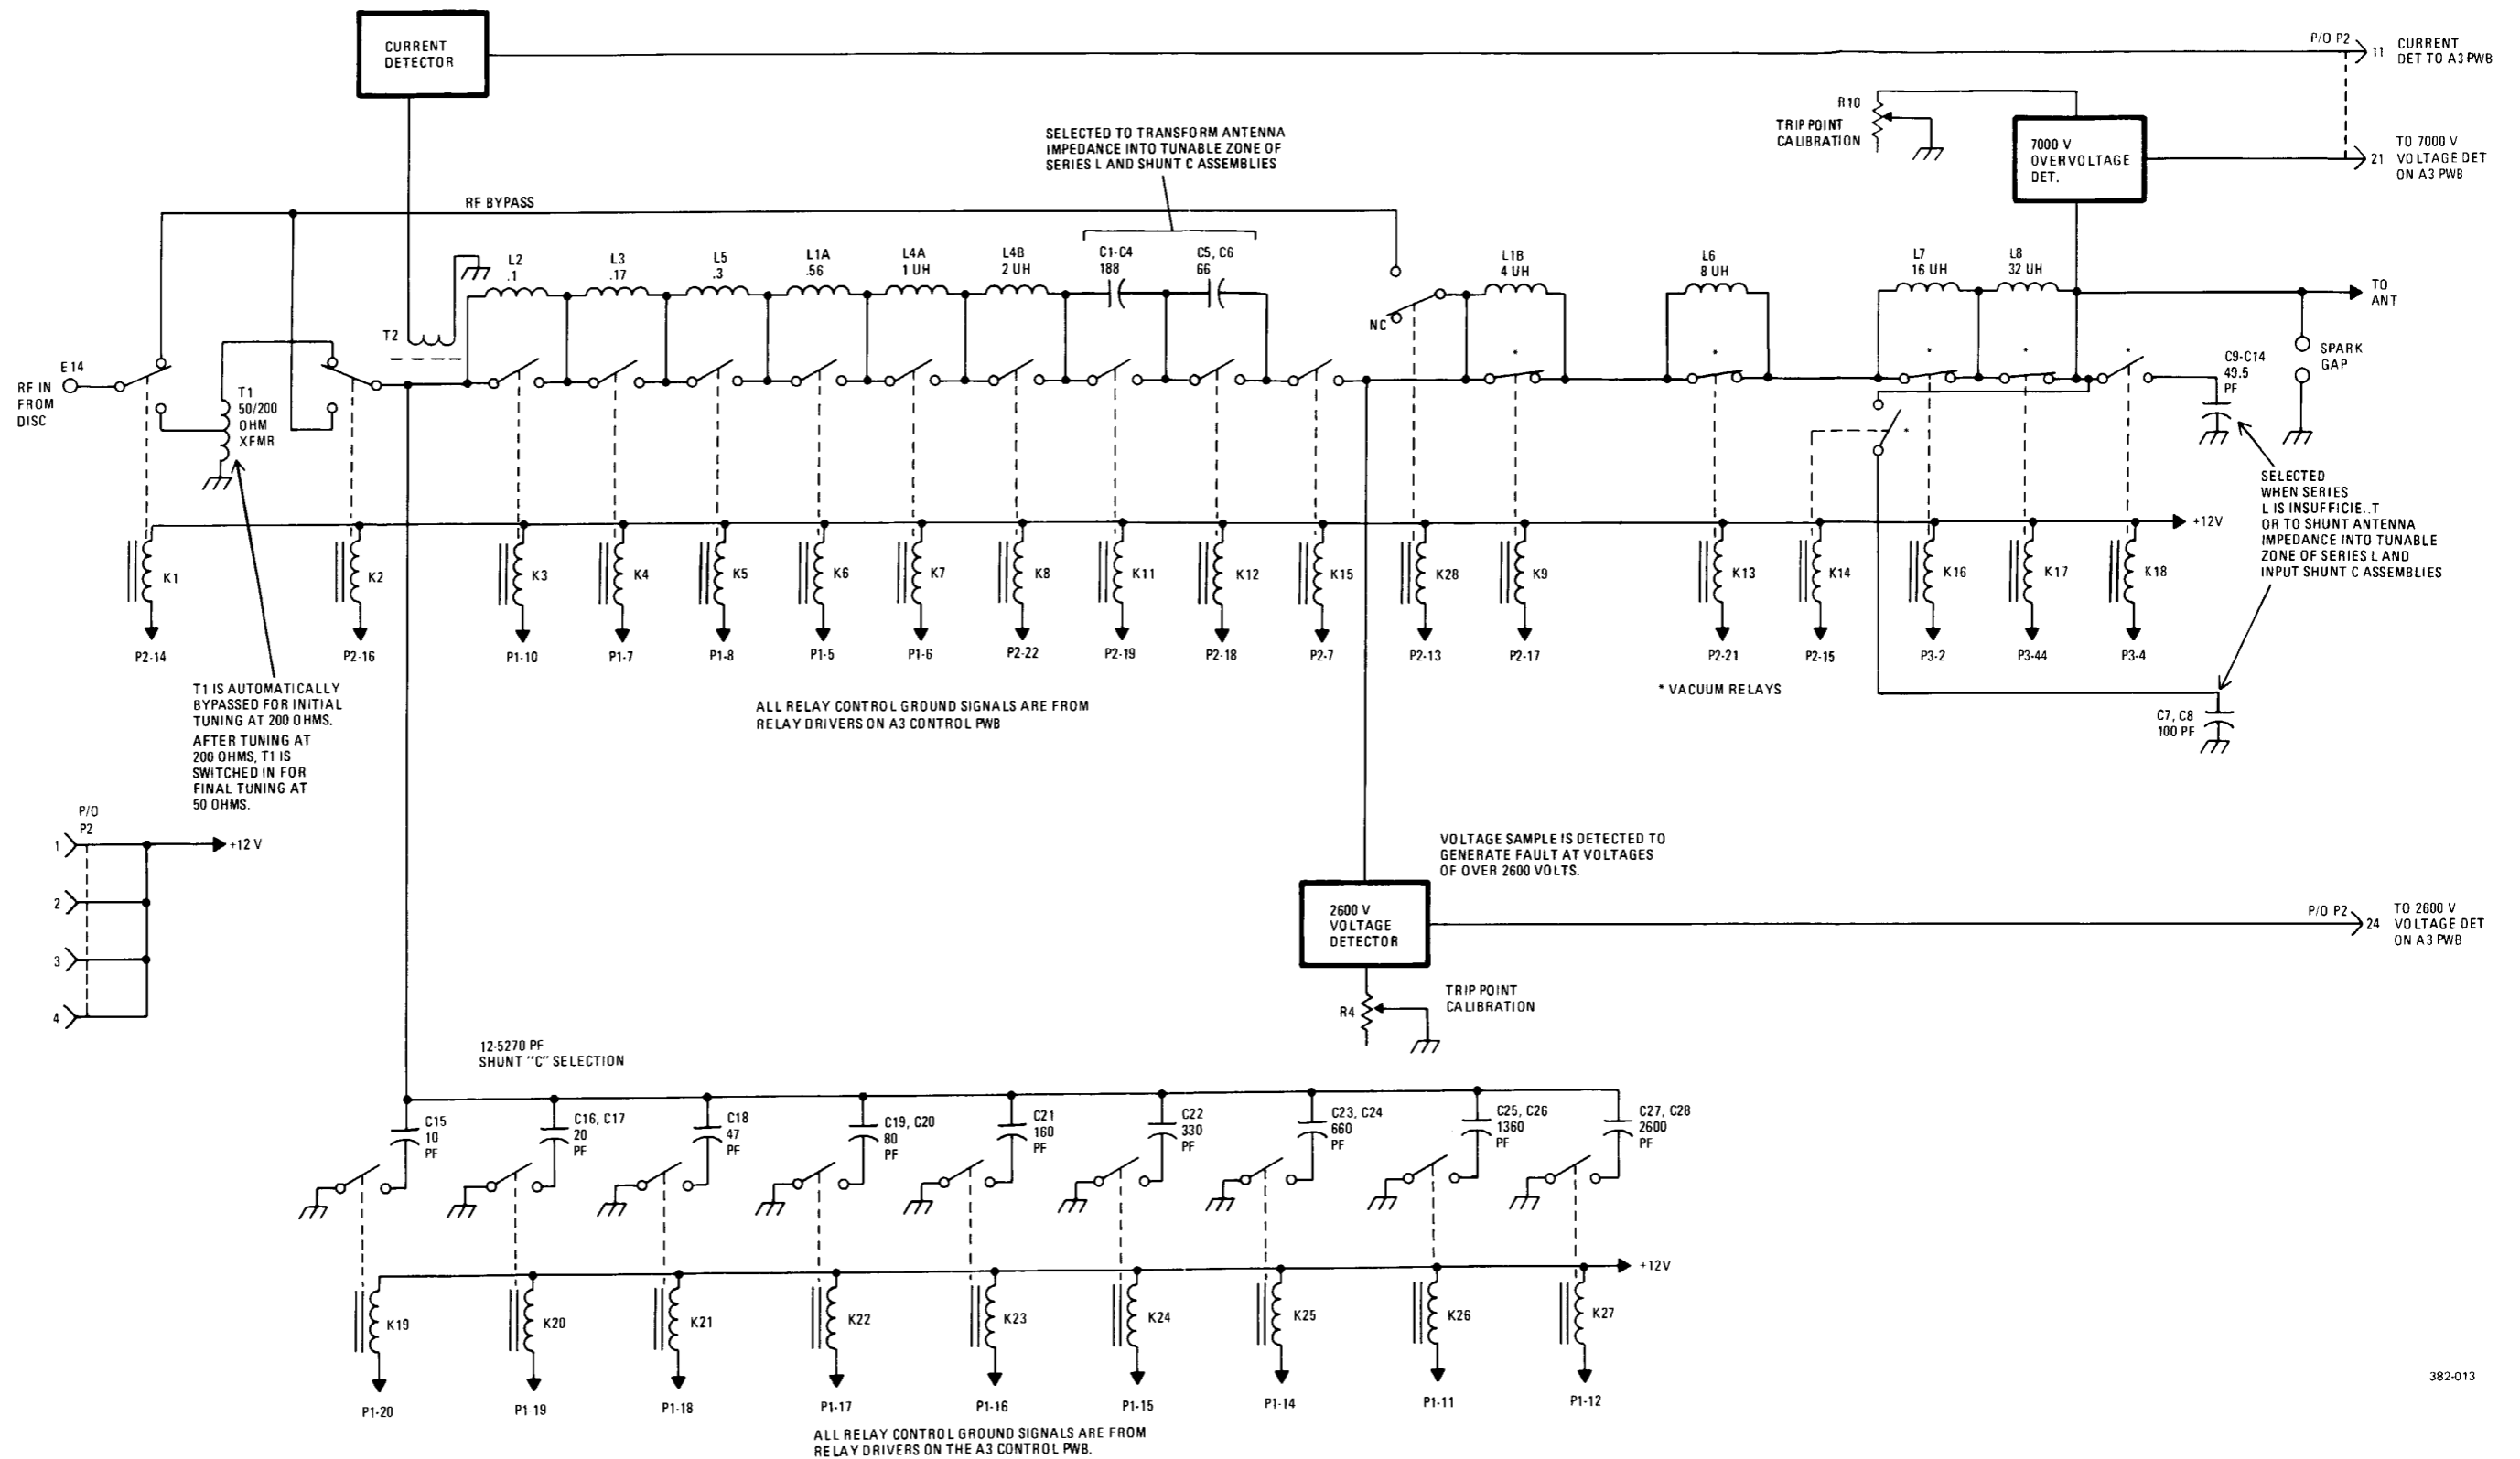 CURRENT
DETECTOR
P/O P2
11
CURRENT
DET TO A3 PWB
R10
TRIP POINT
CALIBRATION
7000 V
OVERVOLTAGE
DET.
21
TO 7000 V
VOLTAGE DET
ON A3 PWB
SELECTED TO TRANSFORM ANTENNA
IMPEDANCE INTO TUNABLE ZONE OF
SERIES L AND SHUNT C ASSEMBLIES
RF BYPASS
L2
.1
L3
.17
L5
.3
L1A
.56
L4A
1 UH
L4B
2 UH
C1-C4
188
C5, C6
66
L1B
4 UH
L6
8 UH
L7
16 UH
L8
32 UH
TO
ANT
NC
T2
E14
RF IN
FROM
DISC
T1
50/200
OHM
XFMR
*
*
*
*
*
*
C9-C14
49.5
PF
SPARK
GAP
SELECTED
WHEN SERIES
L IS INSUFFICIE..T
OR TO SHUNT ANTENNA
IMPEDANCE INTO TUNABLE
ZONE OF SERIES L AND
INPUT SHUNT C ASSEMBLIES
+12V
K1
K2
K3
K4
K5
K6
K7
K8
K11
K12
K15
K28
K9
K13
K14
K16
K17
K18
P2-14
P2-16
P1-10
P1-7
P1-8
P1-5
P1-6
P2-22
P2-19
P2-18
P2-7
P2-13
P2-17
P2-21
P2-15
P3-2
P3-44
P3-4
T1 IS AUTOMATICALLY
BYPASSED FOR INITIAL
TUNING AT 200 OHMS.
AFTER TUNING AT
200 OHMS, T1 IS
SWITCHED IN FOR
FINAL TUNING AT
50 OHMS.
ALL RELAY CONTROL GROUND SIGNALS ARE FROM
RELAY DRIVERS ON A3 CONTROL PWB
* VACUUM RELAYS
C7, C8
100 PF
P/O
P2
1
+12 V
2
3
4
VOLTAGE SAMPLE IS DETECTED TO
GENERATE FAULT AT VOLTAGES
OF OVER 2600 VOLTS.
2600 V
VOLTAGE
DETECTOR
P/O P2
24
TO 2600 V
VOLTAGE DET
ON A3 PWB
R4
TRIP POINT
CALIBRATION
12-5270 PF
SHUNT "C" SELECTION
C15
10
PF
C16, C17
20
PF
C18
47
PF
C19, C20
80
PF
C21
160
PF
C22
330
PF
C23, C24
660
PF
C25, C26
1360
PF
C27, C28
2600
PF
+12V
K19
K20
K21
K22
K23
K24
K25
K26
K27
P1-20
P1-19
P1-18
P1-17
P1-16
P1-15
P1-14
P1-11
P1-12
ALL RELAY CONTROL GROUND SIGNALS ARE FROM
RELAY DRIVERS ON THE A3 CONTROL PWB.
382-013